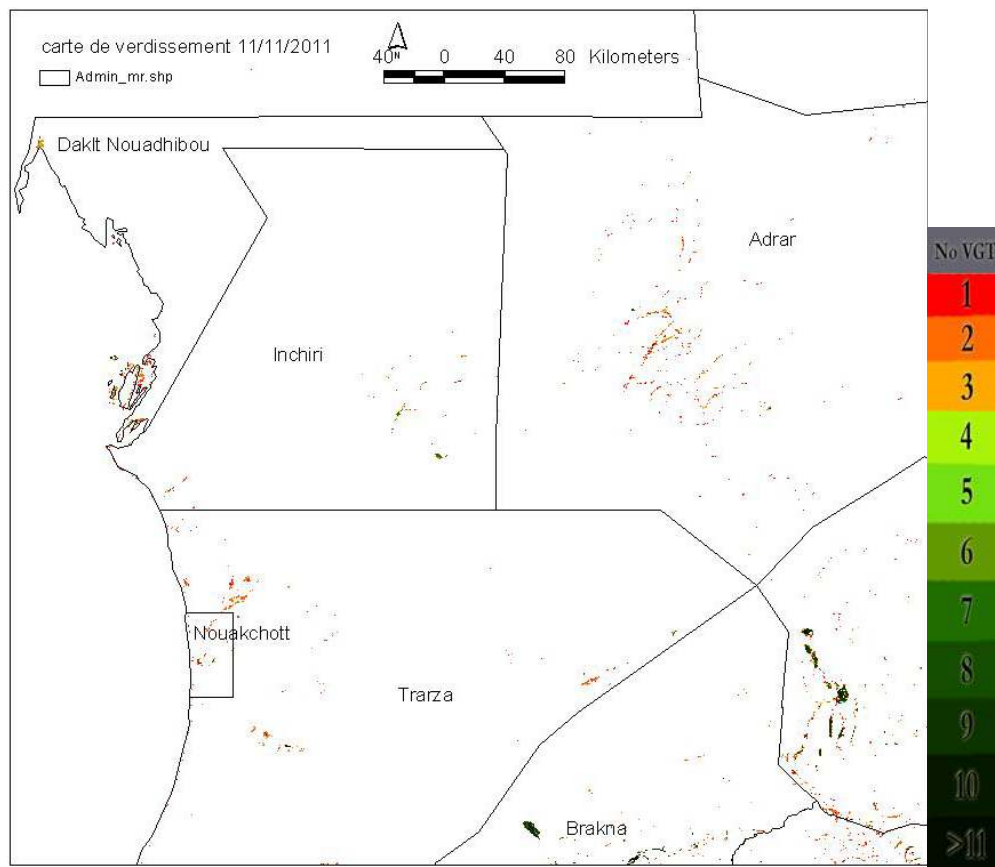 carte de verdissement 11/11/2011
Admin_mr.shp
N
40 0 40 80 Kilometers
Daklt Nouadhibou
Adrar
Inchiri
Nouakchott
Trarza
Brakna
No VGT
1
2
3
4
5
6
7
8
9
10
>11